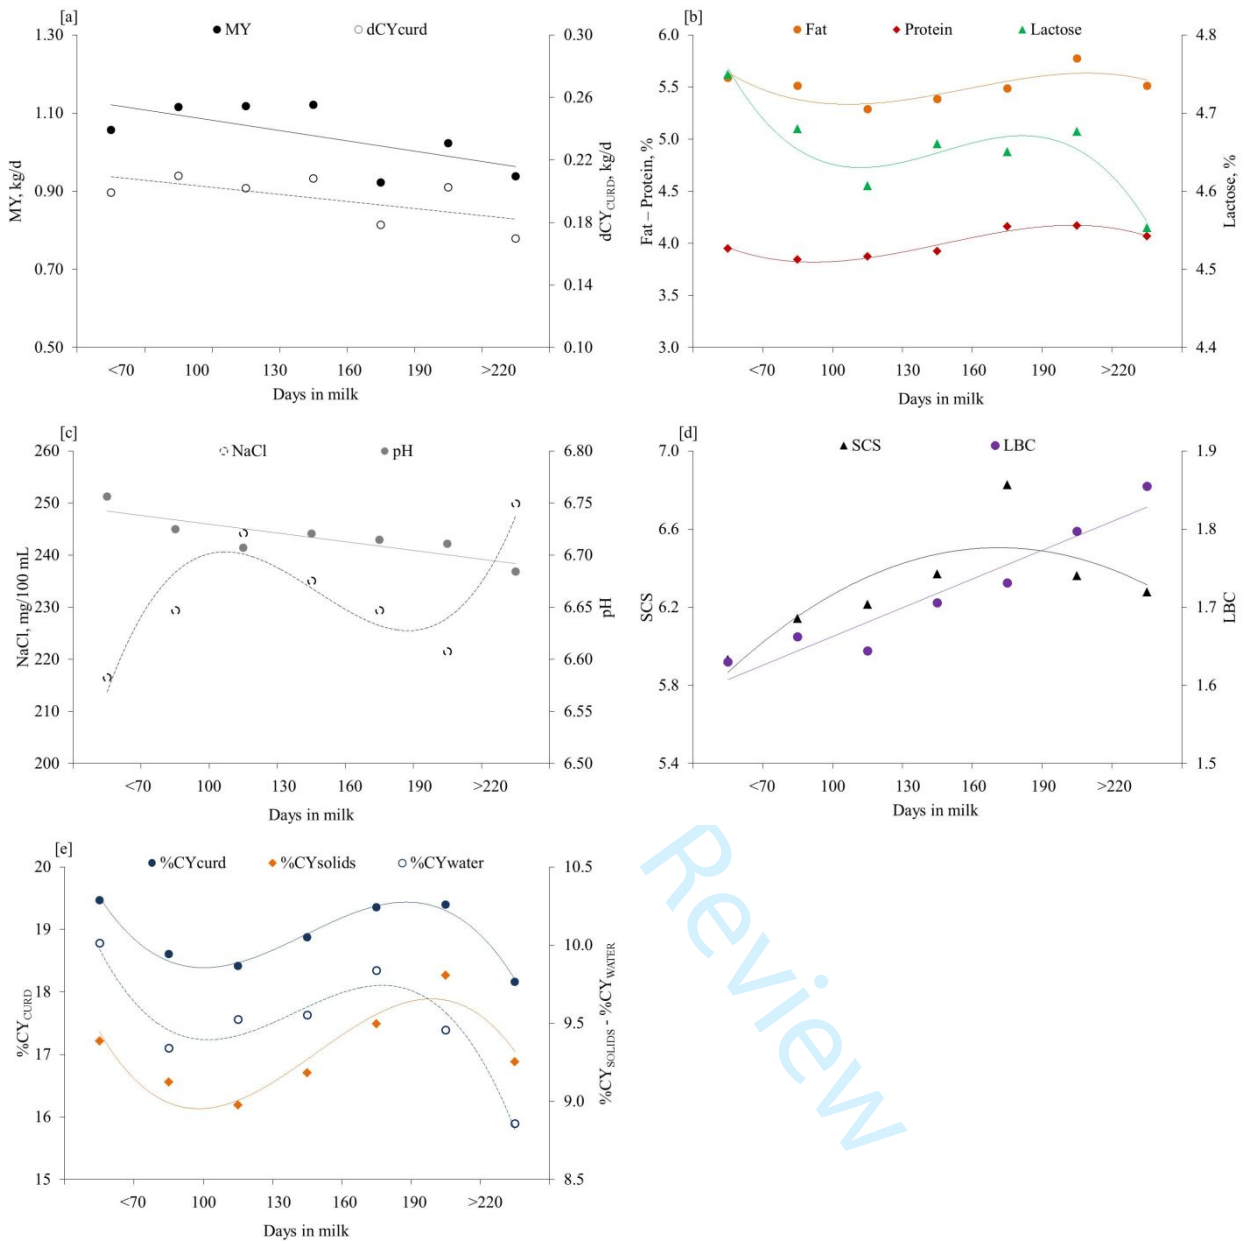 [a]
MY
dCYcurd
1.30
1.10
0.90
0.70
0.50
MY, kg/d
0.30
0.26
0.22
0.18
0.14
0.10
dCYCURD, kg/d
<70 100 130 160 190 >220
Days in milk
[b]
Fat
Protein
Lactose
6.0
5.5
5.0
4.5
4.0
3.5
3.0
Fat – Protein, %
4.8
4.7
4.6
4.5
4.4
Lactose, %
<70 100 130 160 190 >220
Days in milk
[c]
NaCl
pH
260
250
240
230
220
210
200
NaCl, mg/100 mL
6.80
6.75
6.70
6.65
6.60
6.55
6.50
pH
<70 100 130 160 190 >220
Days in milk
[d]
SCS
LBC
7.0
6.6
6.2
5.8
5.4
SCS
1.9
1.8
1.7
1.6
1.5
LBC
<70 100 130 160 190 >220
Days in milk
[e]
%CYcurd
%CYsolids
%CYwater
20
19
18
17
16
15
%CYCURD
10.5
10.0
9.5
9.0
8.5
%CYSOLIDS - %CYWATER
<70 100 130 160 190 >220
Days in milk
Review